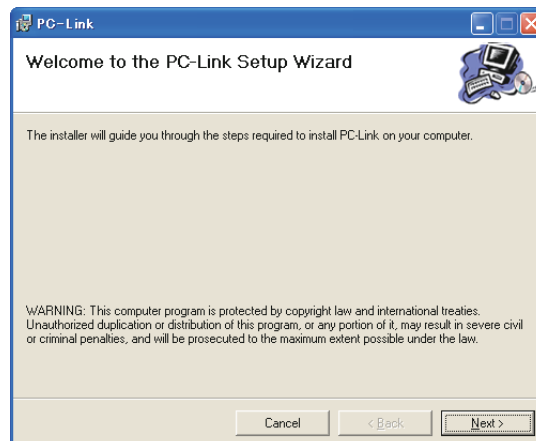 PC-Link
Welcome to the PC-Link Setup Wizard
The installer will guide you through the steps required to install PC-Link on your computer.
WARNING: This computer program is protected by copyright law and international treaties.
Unauthorized duplication or distribution of this program, or any portion of it, may result in severe civil
or criminal penalties, and will be prosecuted to the maximum extent possible under the law.
Cancel < Back Next >